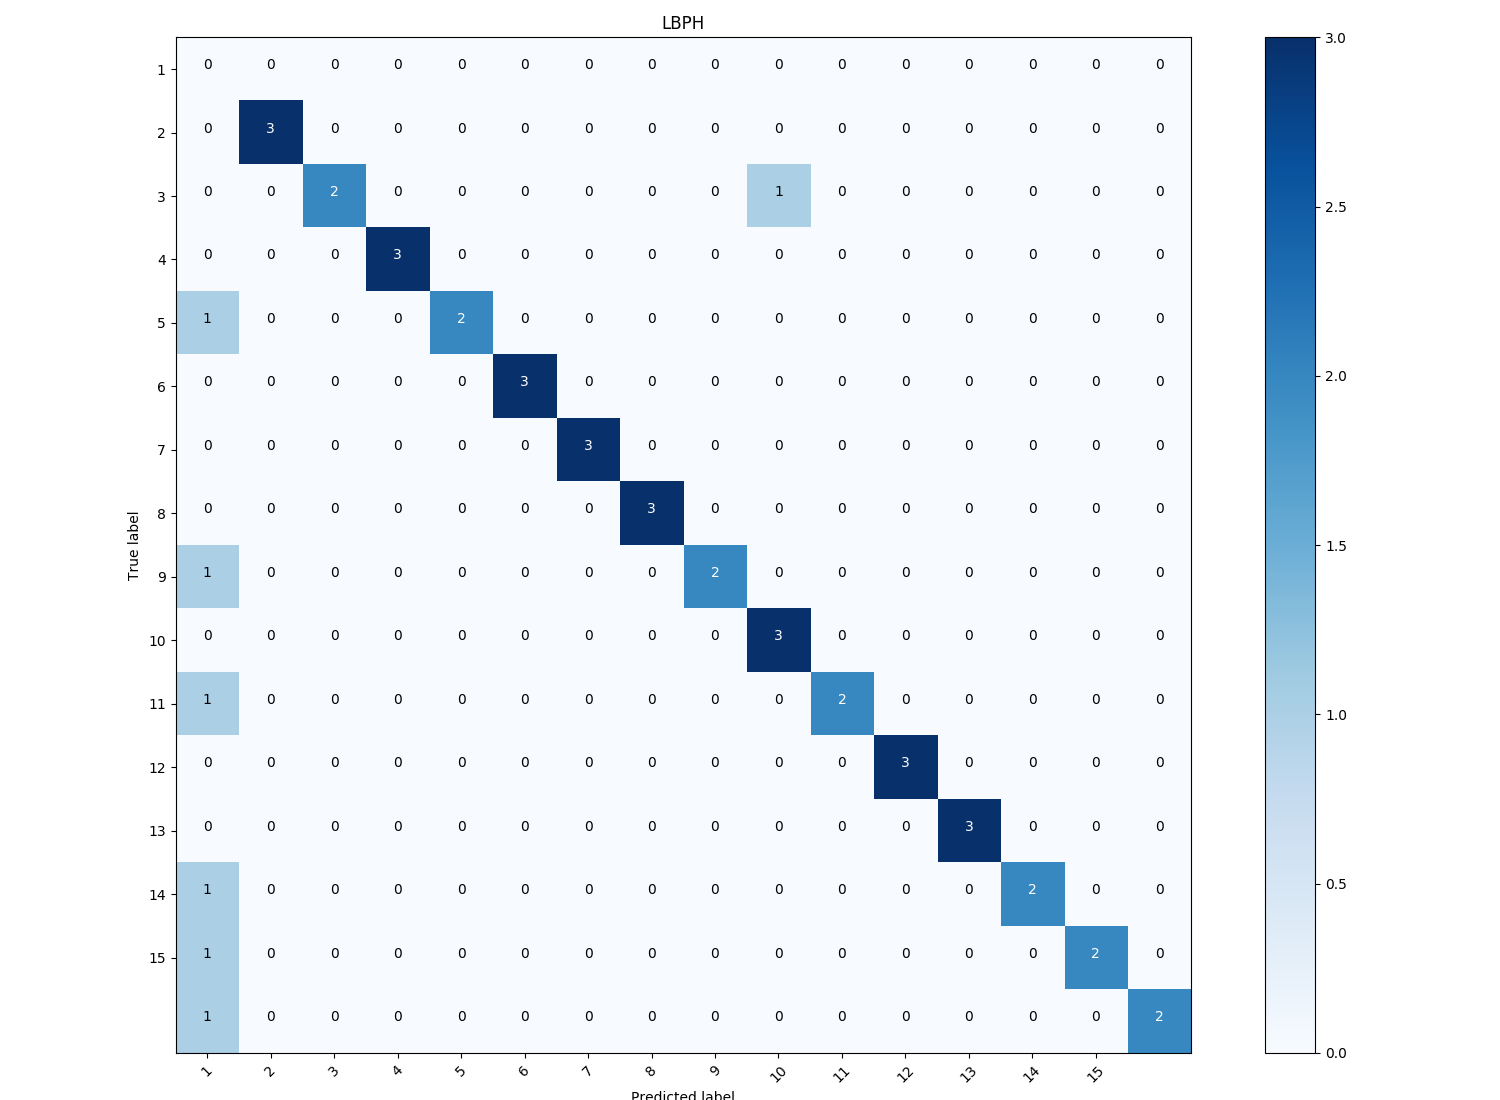 LBPH
1 0 0 0 0 0 0 0 0 0 0 0 0 0 0 0 0
2 0 3 0 0 0 0 0 0 0 0 0 0 0 0 0 0
3 0 0 2 0 0 0 0 0 0 1 0 0 0 0 0 0
4 0 0 0 3 0 0 0 0 0 0 0 0 0 0 0 0
5 1 0 0 0 2 0 0 0 0 0 0 0 0 0 0 0
6 0 0 0 0 0 3 0 0 0 0 0 0 0 0 0 0
7 0 0 0 0 0 0 3 0 0 0 0 0 0 0 0 0
8 0 0 0 0 0 0 0 3 0 0 0 0 0 0 0 0
9 1 0 0 0 0 0 0 0 2 0 0 0 0 0 0 0
10 0 0 0 0 0 0 0 0 0 3 0 0 0 0 0 0
11 1 0 0 0 0 0 0 0 0 0 2 0 0 0 0 0
12 0 0 0 0 0 0 0 0 0 0 0 3 0 0 0 0
13 0 0 0 0 0 0 0 0 0 0 0 0 3 0 0 0
14 1 0 0 0 0 0 0 0 0 0 0 0 0 2 0 0
15 1 0 0 0 0 0 0 0 0 0 0 0 0 0 2 0
1 0 0 0 0 0 0 0 0 0 0 0 0 0 0 2
1 2 3 4 5 6 7 8 9 10 11 12 13 14 15
True label
Predicted label
3.0
2.5
2.0
1.5
1.0
0.5
0.0